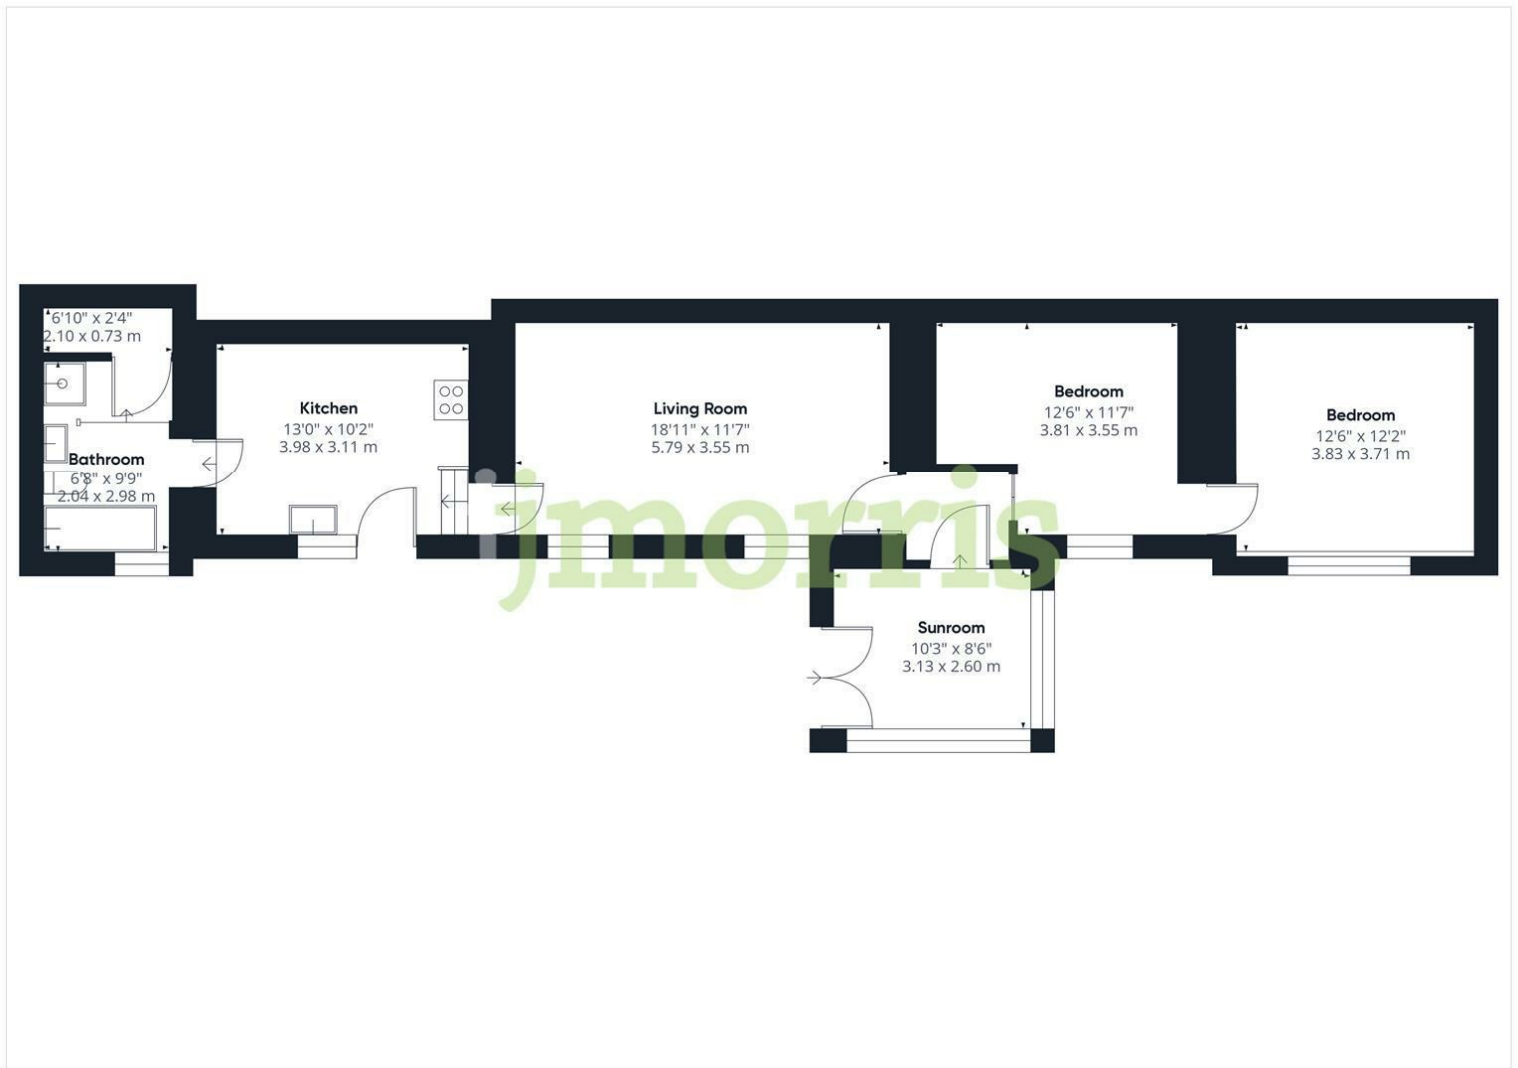 6'10" x 2'4"
2.10 x 0.73 m
Bathroom
6'8" x 9'9"
2.04 x 2.98 m
Kitchen
13'0" x 10'2"
3.98 x 3.11 m
Living Room
18'11" x 11'7"
5.79 x 3.55 m
Bedroom
12'6" x 11'7"
3.81 x 3.55 m
Bedroom
12'6" x 12'2"
3.83 x 3.71 m
Sunroom
10'3" x 8'6"
3.13 x 2.60 m
jjmorris